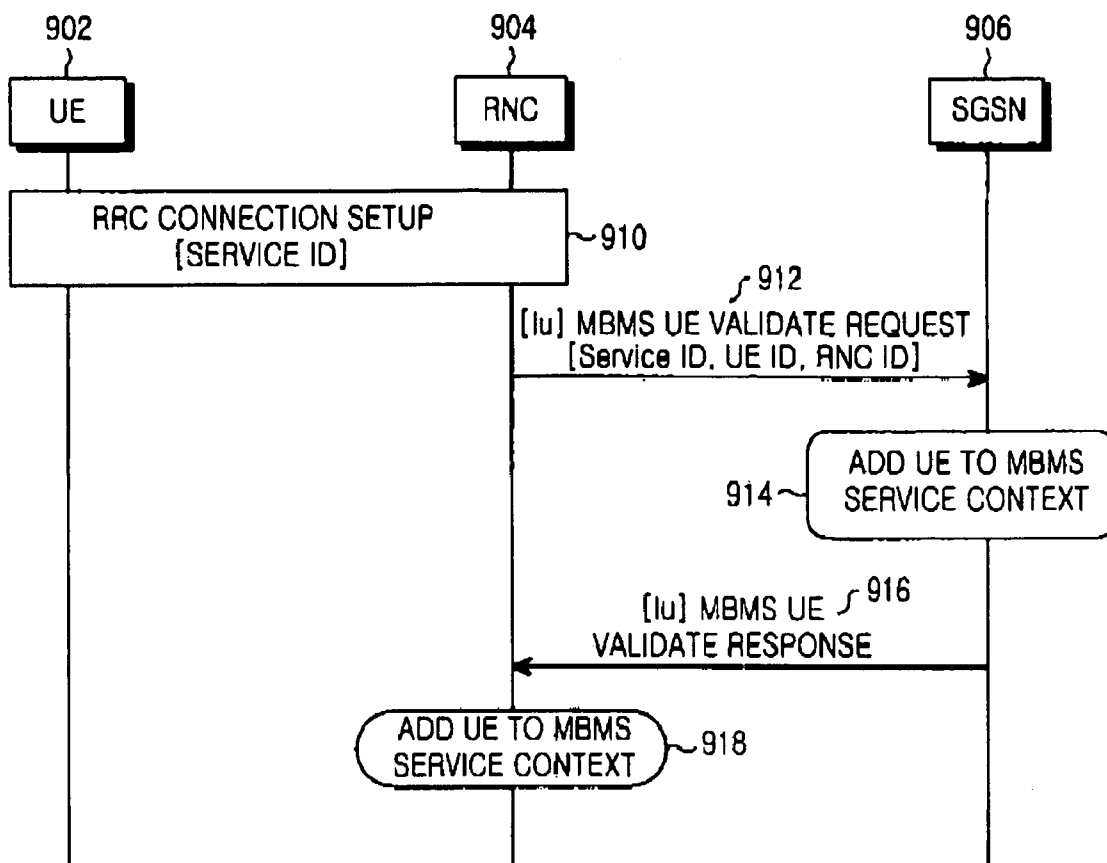 902
904
906
UE
RNC
SGSN
RRC CONNECTION SETUP
[SERVICE ID]
910
912
[Iu] MBMS UE VALIDATE REQUEST
[Service ID, UE ID, RNC ID]
ADD UE TO MBMS
SERVICE CONTEXT
914
916
[Iu] MBMS UE
VALIDATE RESPONSE
ADD UE TO MBMS
SERVICE CONTEXT
918